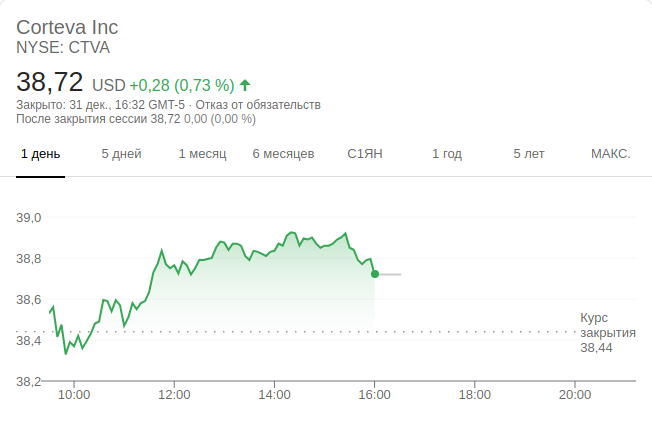 Corteva Inc
NYSE: CTVA
38,72 USD +0,28 (0,73 %)
Закрыто: 31 дек., 16:32 GMT-5 · Отказ от обязательств
После закрытия сессии 38,72 0,00 (0,00 %)
1 день 5 дней 1 месяц 6 месяцев С1ЯН 1 год 5 лет МАКС.
39,0
38,8
38,6
38,4
38,2
Курс
закрытия
38,44
10:00 12:00 14:00 16:00 18:00 20:00